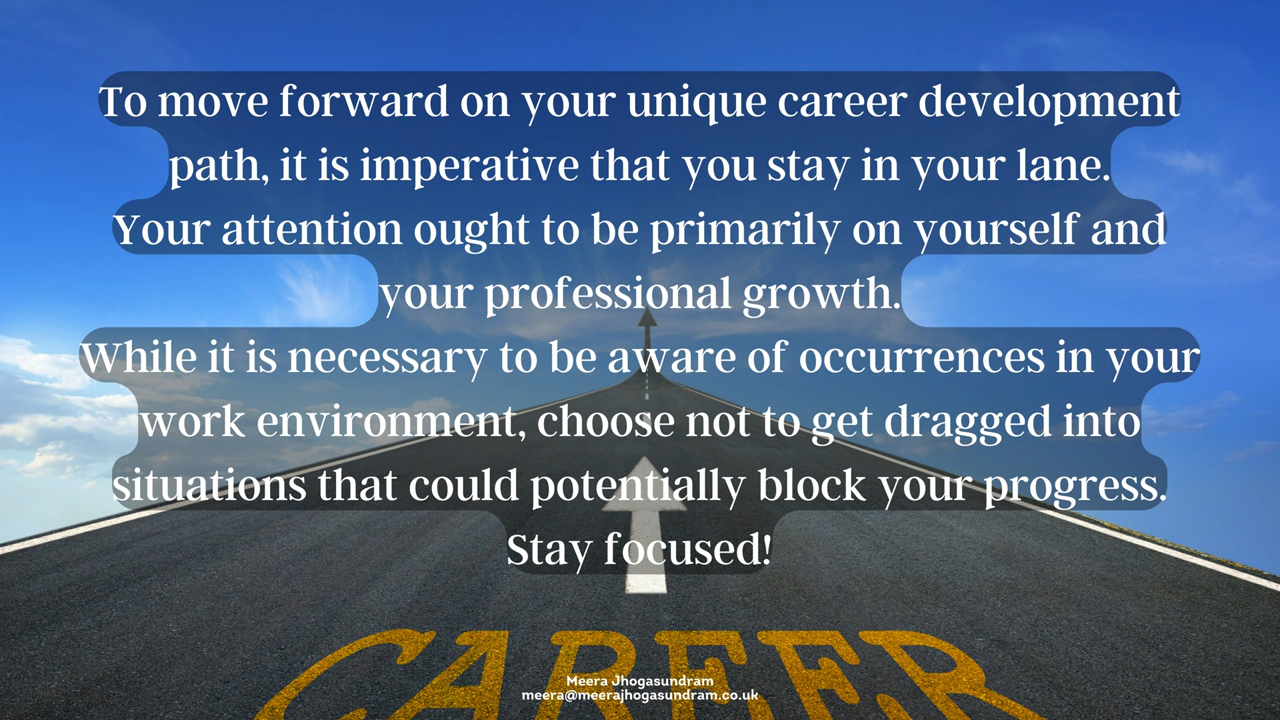 To move forward on your unique career development
path, it is imperative that you stay in your lane.
Your attention ought to be primarily on yourself and
your professional growth.
While it is necessary to be aware of occurrences in your
work environment, choose not to get dragged into
situations that could potentially block your progress.
Stay focused!
CAREER
Meera Jhogasundram
meera@meerajhogasundram.co.uk